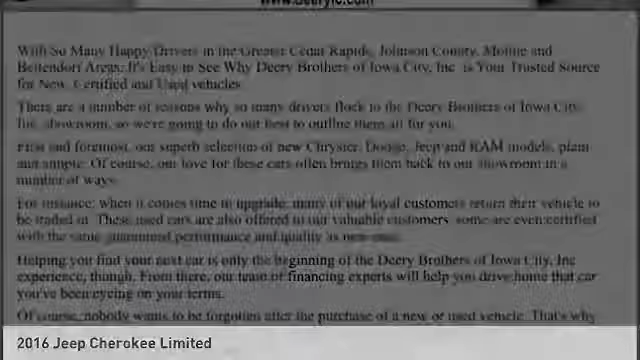 www.deeryic.com
With So Many Happy Drivers in the Greater Cedar Rapids, Johnson County, Moline and
Bettendorf Areas, It's Easy to See Why Deery Brothers of Iowa City, Inc. is Your Trusted Source
for New, Certified and Used vehicles.
There are a number of reasons why so many drivers flock to the Deery Brothers of Iowa City,
Inc. showroom, so we're going to do our best to outline them all for you.
First and foremost, our superb selection of new Chrysler, Dodge, Jeep and RAM models, plain
and simple. Of course, our love for these cars often brings them back to our showroom in a
number of ways.
For instance, when it comes time to upgrade, many of our loyal customers return their vehicle to
be traded in. These used cars are also offered to our valuable customers, some are even certified
with the same guaranteed performance and quality as new ones.
Helping you find your next car is only the beginning of the Deery Brothers of Iowa City, Inc
experience, though. From there, our team of financing experts will help you drive home that car
you've been eyeing on your terms.
Of course, nobody wants to be forgotten after the purchase of a new or used vehicle. That's why
2016 Jeep Cherokee Limited